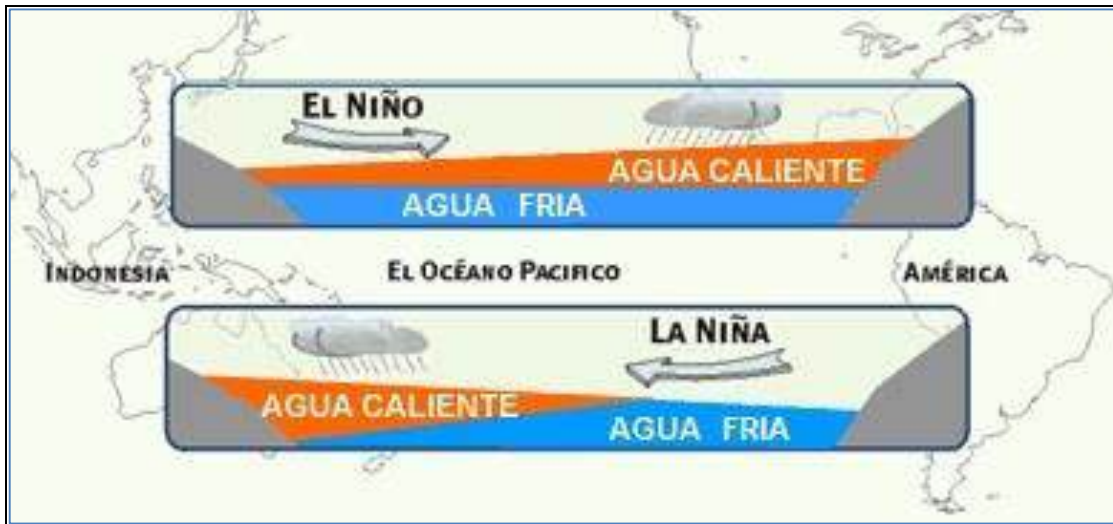 EL NIÑO
AGUA CALIENTE
AGUA FRIA
INDONESIA
EL OCÉANO PACIFICO
AMÉRICA
LA NIÑA
AGUA CALIENTE
AGUA FRIA